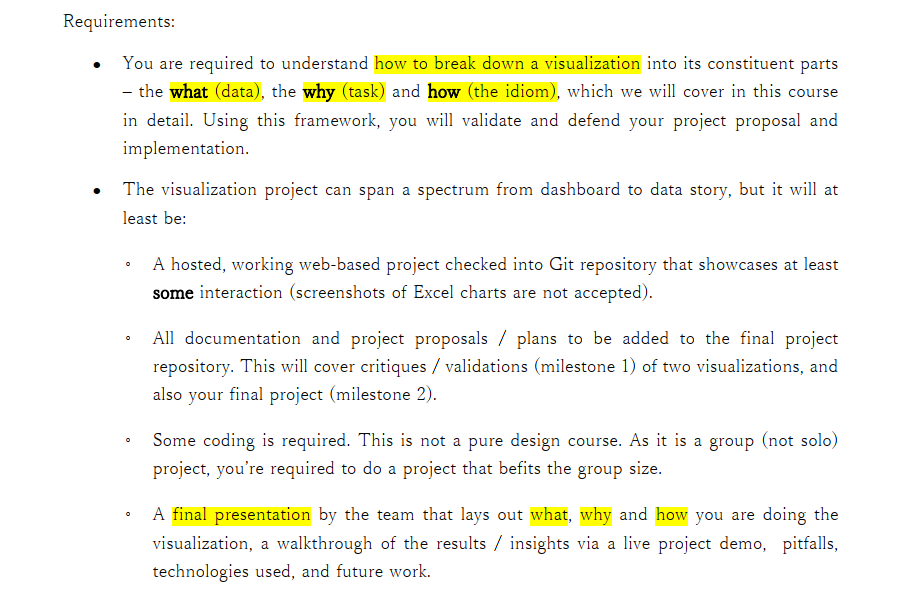 Requirements:
• You are required to understand how to break down a visualization into its constituent parts
– the what (data), the why (task) and how (the idiom), which we will cover in this course
in detail. Using this framework, you will validate and defend your project proposal and
implementation.
• The visualization project can span a spectrum from dashboard to data story, but it will at
least be:
◦ A hosted, working web-based project checked into Git repository that showcases at least
some interaction (screenshots of Excel charts are not accepted).
◦ All documentation and project proposals / plans to be added to the final project
repository. This will cover critiques / validations (milestone 1) of two visualizations, and
also your final project (milestone 2).
◦ Some coding is required. This is not a pure design course. As it is a group (not solo)
project, you're required to do a project that befits the group size.
◦ A final presentation by the team that lays out what, why and how you are doing the
visualization, a walkthrough of the results / insights via a live project demo, pitfalls,
technologies used, and future work.